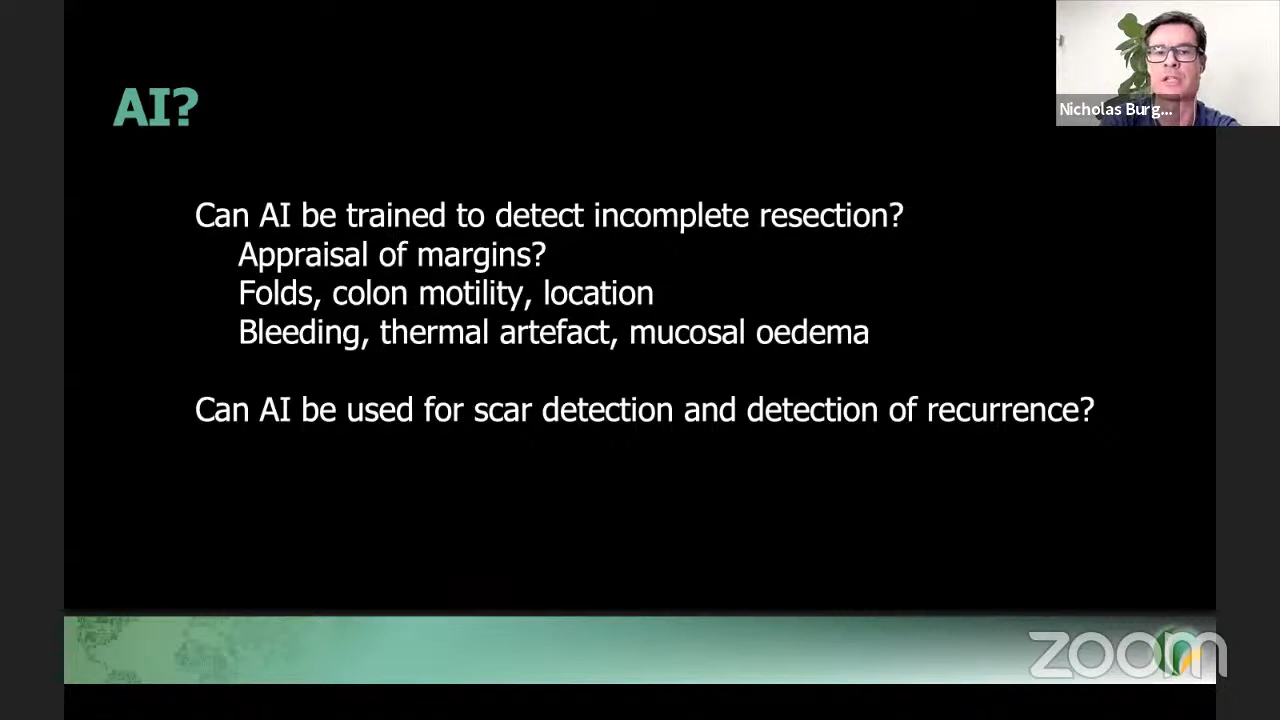 Nicholas Burg...
AI?
Can AI be trained to detect incomplete resection?
Appraisal of margins?
Folds, colon motility, location
Bleeding, thermal artefact, mucosal oedema
Can AI be used for scar detection and detection of recurrence?
zoom